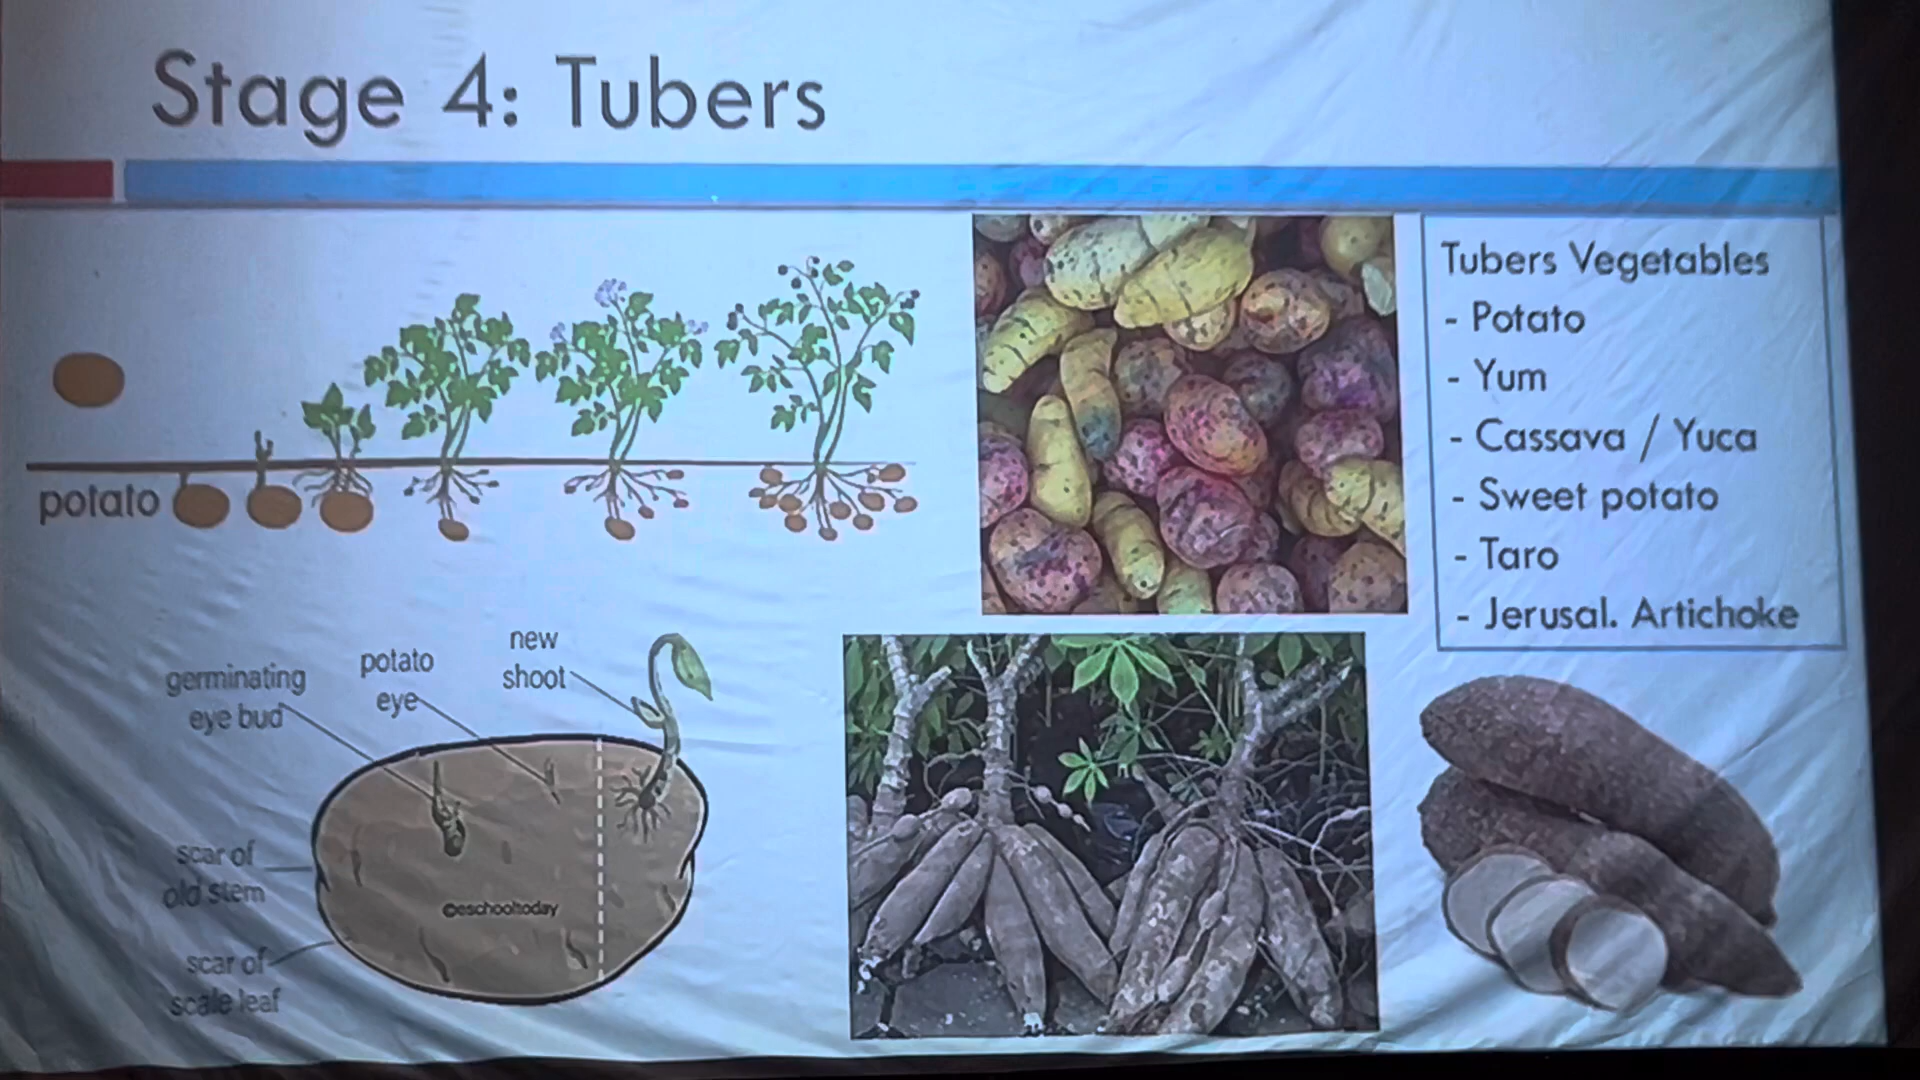 Stage 4: Tubers
potato
Tubers Vegetables
- Potato
- Yum
- Cassava / Yuca
- Sweet potato
- Taro
- Jerusal. Artichoke
germinating
eye bud
potato
eye
new
shoot
scar of
old stem
scar of
scale leaf
©eschooltoday